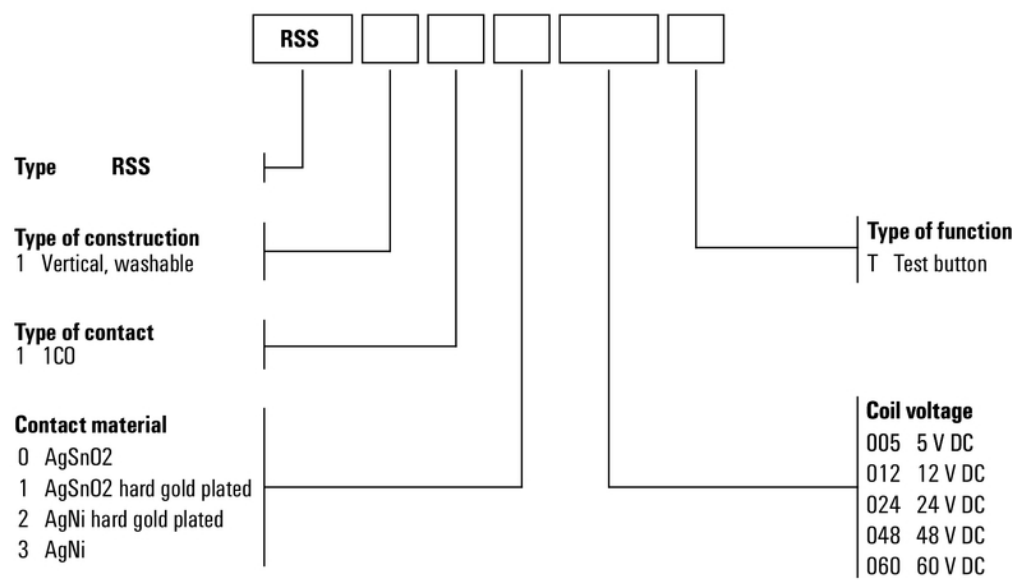 RSS
Type RSS
Type of construction
1 Vertical, washable
Type of contact
1 1CO
Contact material
0 AgSnO2
1 AgSnO2 hard gold plated
2 AgNi hard gold plated
3 AgNi
Type of function
T Test button
Coil voltage
005 5 V DC
012 12 V DC
024 24 V DC
048 48 V DC
060 60 V DC